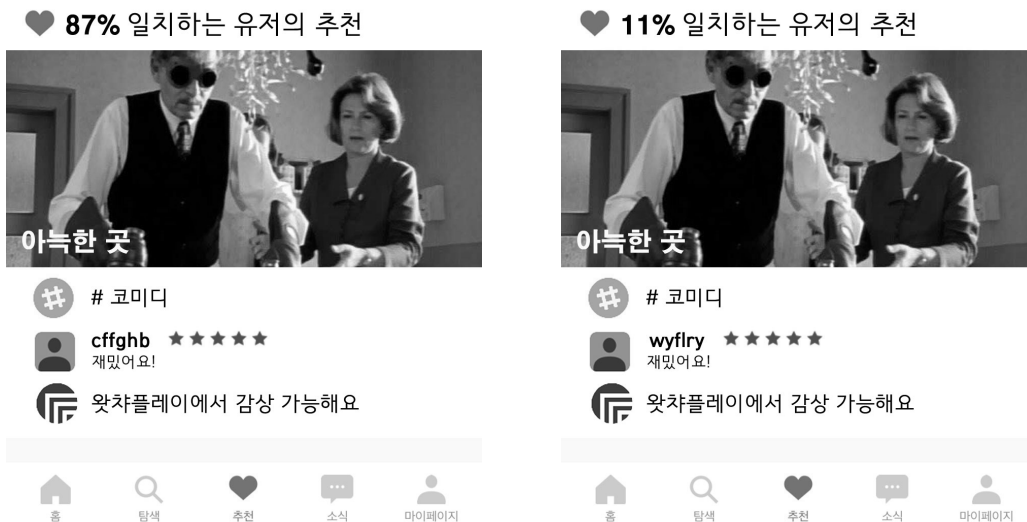 87% 일치하는 유저의 추천
아늑한 곳
# 코미디
cffghb
재밌어요!
왓챠플레이에서 감상 가능해요
홈 탐색 추천 소식 마이페이지
11% 일치하는 유저의 추천
아늑한 곳
# 코미디
wyflry
재밌어요!
왓챠플레이에서 감상 가능해요
홈 탐색 추천 소식 마이페이지